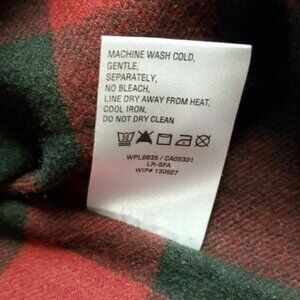 MACHINE WASH COLD,
GENTLE,
SEPARATELY,
NO BLEACH,
LINE DRY AWAY FROM HEAT,
COOL IRON,
DO NOT DRY CLEAN
WPL6635 / CA05331
LR-SFA
WIP# 130927